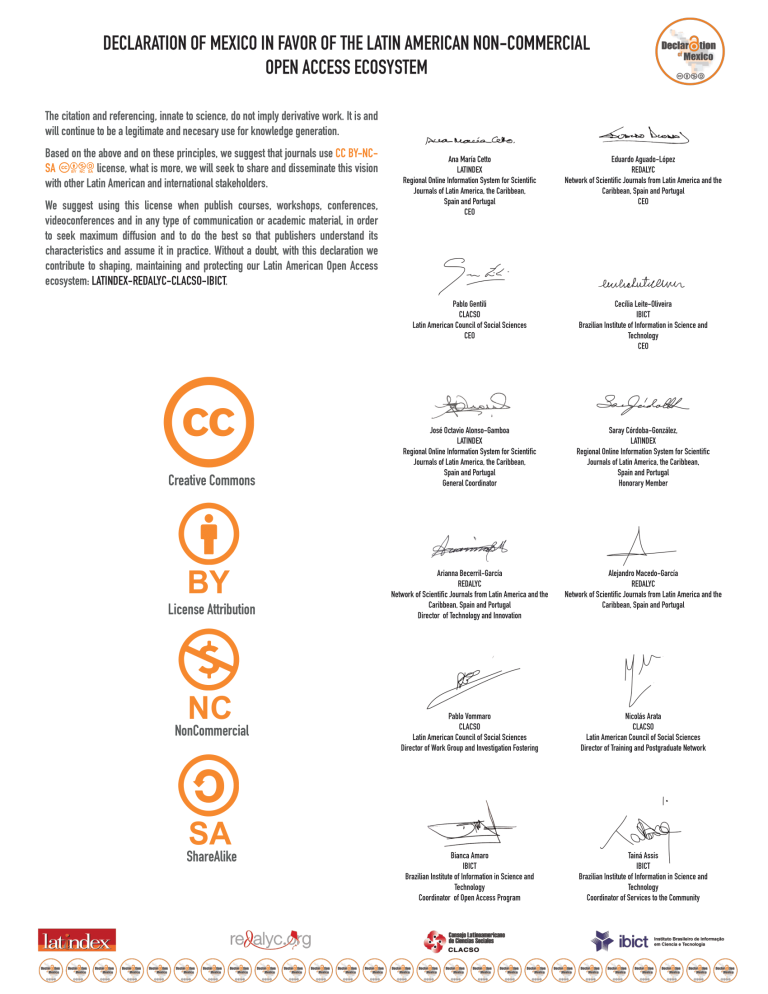 DECLARATION OF MEXICO IN FAVOR OF THE LATIN AMERICAN NON-COMMERCIAL
OPEN ACCESS ECOSYSTEM
Declaration
of Mexico
The citation and referencing, innate to science, do not imply derivative work. It is and
will continue to be a legitimate and necesary use for knowledge generation.
Based on the above and on these principles, we suggest that journals use CC BY-NC-
SA license, what is more, we will seek to share and disseminate this vision
with other Latin American and international stakeholders.
We suggest using this license when publish courses, workshops, conferences,
videoconferences and in any type of communication or academic material, in order
to seek maximum diffusion and to do the best so that publishers understand its
characteristics and assume it in practice. Without a doubt, with this declaration we
contribute to shaping, maintaining and protecting our Latin American Open Access
ecosystem: LATINDEX-REDALYC-CLACSO-IBICT.
Ana María Cetto
LATINDEX
Regional Online Information System for Scientific
Journals of Latin America, the Caribbean,
Spain and Portugal
CEO
Eduardo Aguado-López
REDALYC
Network of Scientific Journals from Latin America and the
Caribbean, Spain and Portugal
CEO
Pablo Gentili
CLACSO
Latin American Council of Social Sciences
CEO
Cecilia Leite-Oliveira
IBICT
Brazilian Institute of Information in Science and
Technology
CEO
José Octavio Alonso-Gamboa
LATINDEX
Regional Online Information System for Scientific
Journals of Latin America, the Caribbean,
Spain and Portugal
General Coordinator
Saray Córdoba-González,
LATINDEX
Regional Online Information System for Scientific
Journals of Latin America, the Caribbean,
Spain and Portugal
Honorary Member
Arianna Becerril-García
REDALYC
Network of Scientific Journals from Latin America and the
Caribbean, Spain and Portugal
Director of Technology and Innovation
Alejandro Macedo-García
REDALYC
Network of Scientific Journals from Latin America and the
Caribbean, Spain and Portugal
Pablo Vommaro
CLACSO
Latin American Council of Social Sciences
Director of Work Group and Investigation Fostering
Nicolás Arata
CLACSO
Latin American Council of Social Sciences
Director of Training and Postgraduate Network
Bianca Amaro
IBICT
Brazilian Institute of Information in Science and
Technology
Coordinator of Open Access Program
Tainá Assis
IBICT
Brazilian Institute of Information in Science and
Technology
Coordinator of Services to the Community
cc
Creative Commons
BY
License Attribution
NC
NonCommercial
SA
ShareAlike
latindex
redalyc.org
Consejo Latinoamericano
de Ciencias Sociales
CLACSO
ibict
Instituto Brasileiro de Informação
em Ciência e Tecnologia